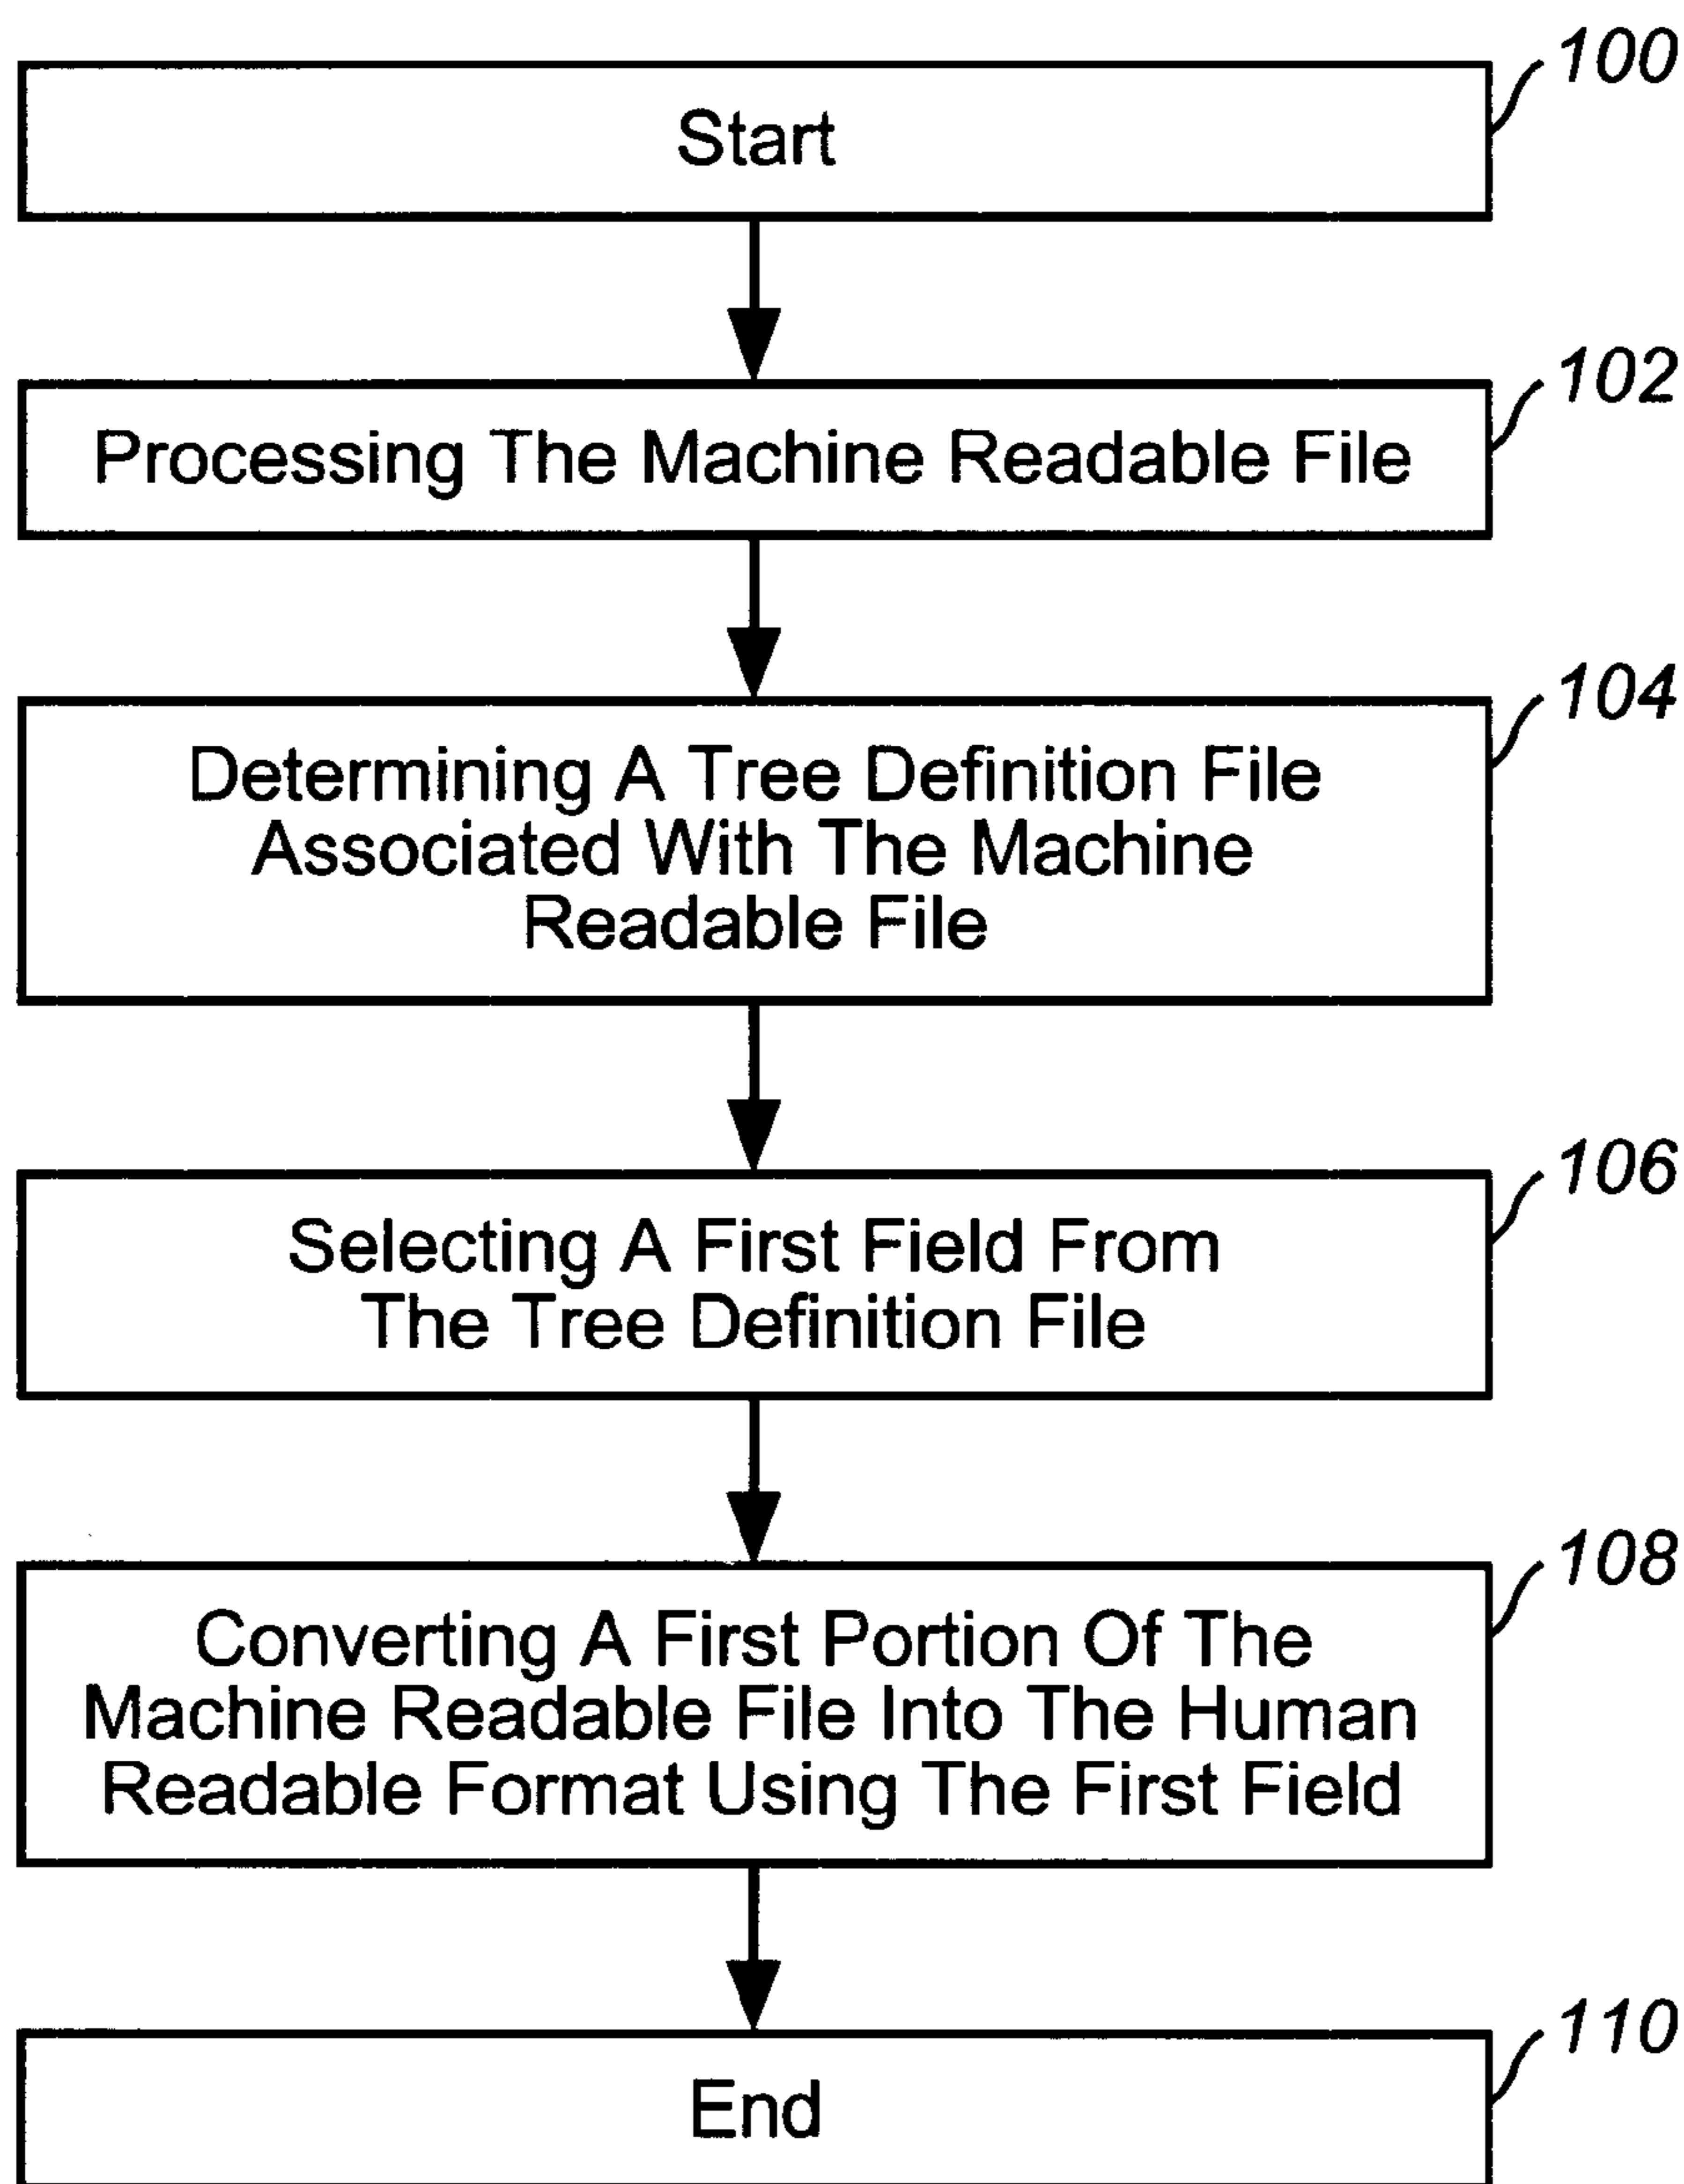 100
Start
102
Processing The Machine Readable File
104
Determining A Tree Definition File
Associated With The Machine
Readable File
106
Selecting A First Field From
The Tree Definition File
108
Converting A First Portion Of The
Machine Readable File Into The Human
Readable Format Using The First Field
110
End